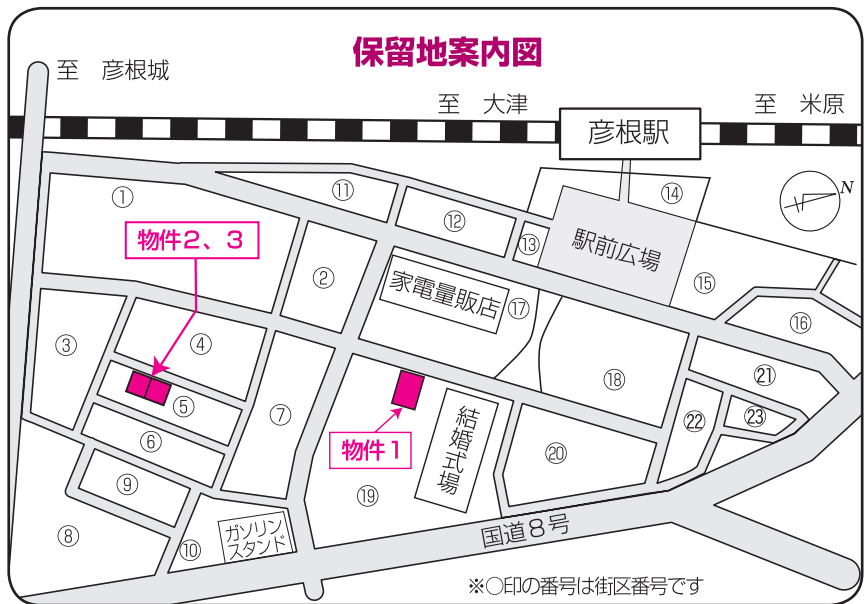 保留地案内図
至 彦根城
至 大津
至 米原
彦根駅
N
①
⑪
⑭
⑫
⑬
駅前広場
物件2、3
②
家電量販店
⑰
⑮
⑯
③
④
⑱
㉑
⑤
⑦
結婚式場
㉒
㉓
⑥
物件1
⑳
⑨
⑲
⑧
⑩
ガソリン
スタンド
国道8号
※○印の番号は街区番号です